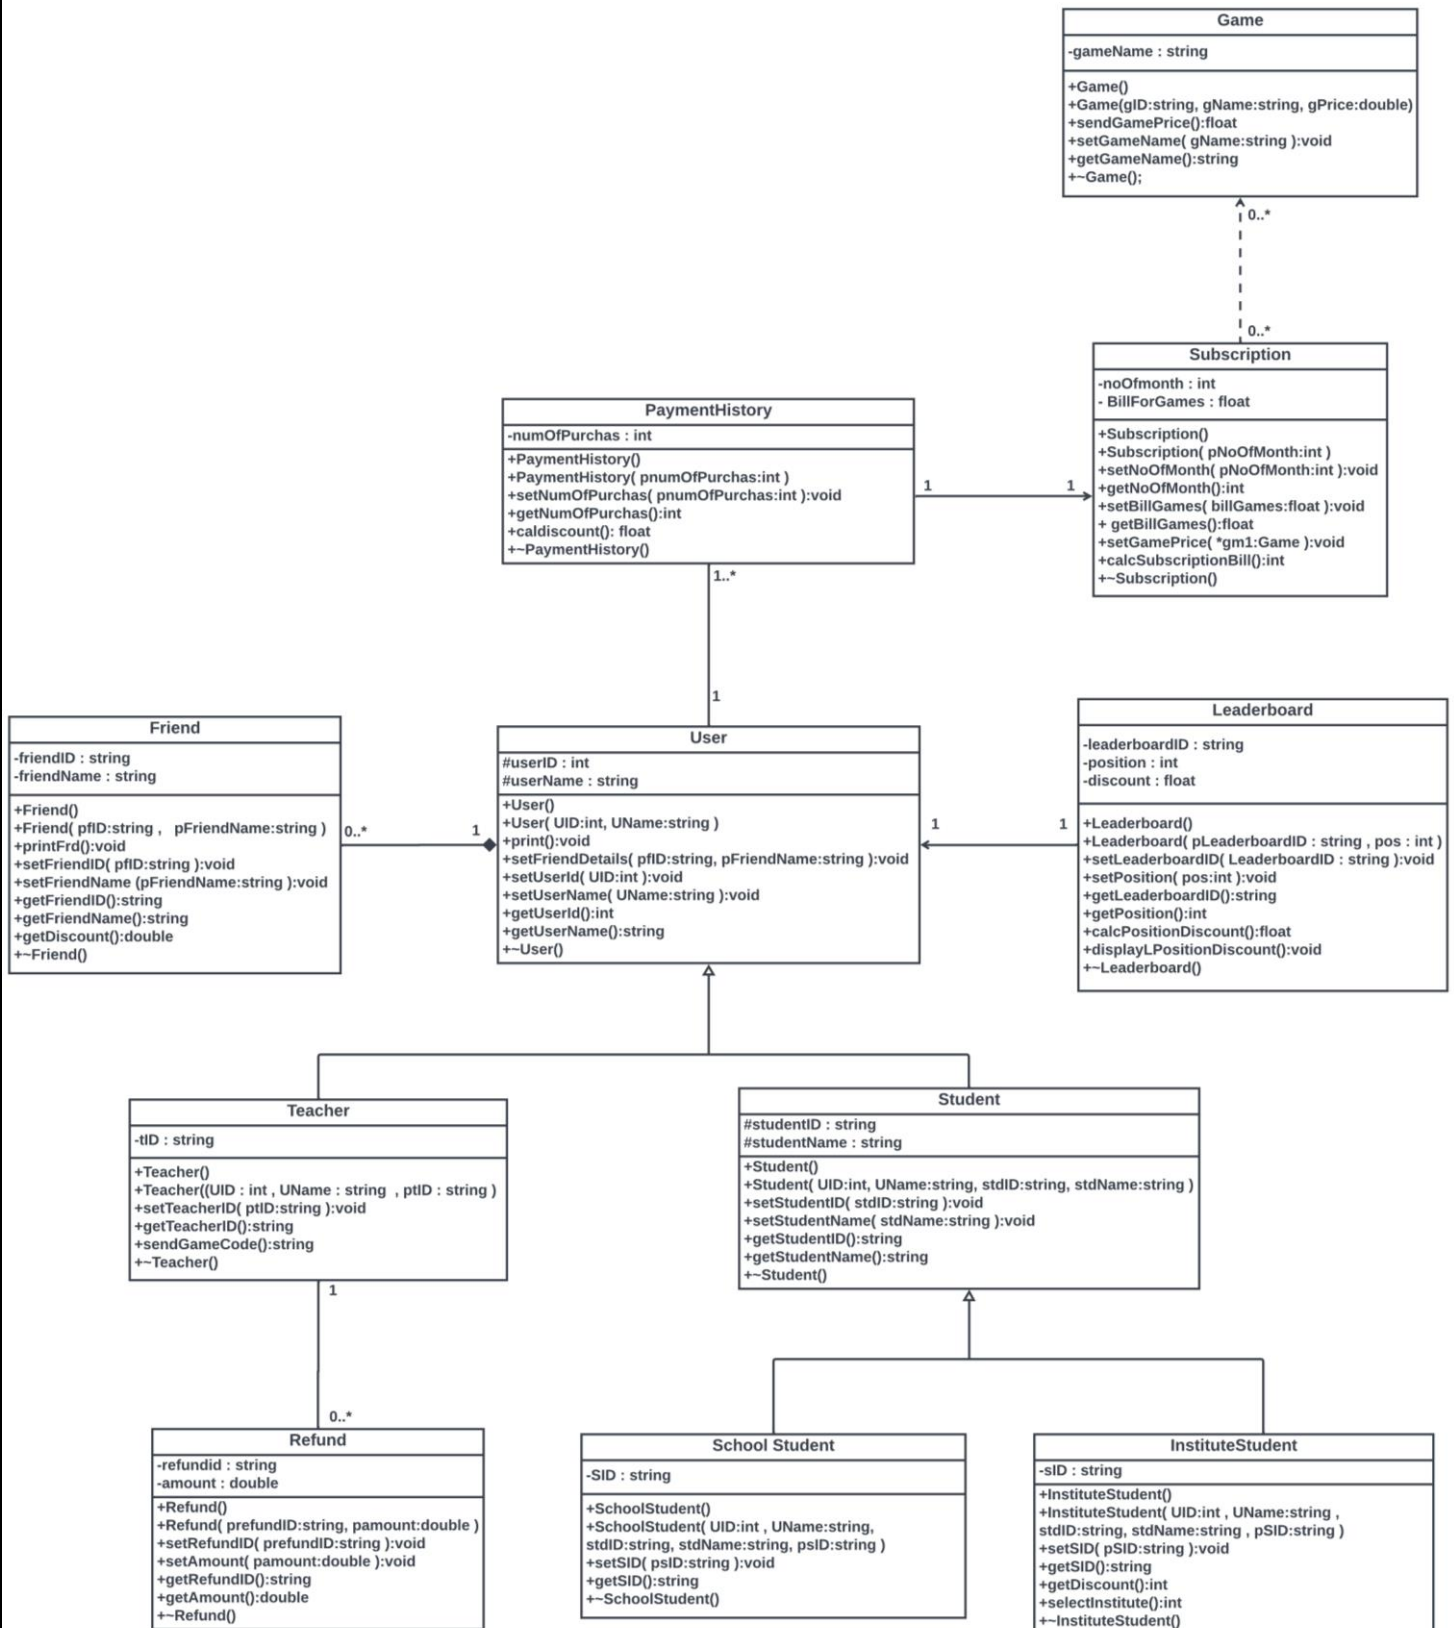 Game
-gameName : string
+Game()
+Game(gID:string, gName:string, gPrice:double)
+sendGamePrice():float
+setGameName( gName:string ):void
+getGameName():string
+~Game();
0..*
0..*
Subscription
-noOfmonth : int
- BillForGames : float
+Subscription()
+Subscription( pNoOfMonth:int )
+setNoOfMonth( pNoOfMonth:int ):void
+getNoOfMonth():int
+setBillGames( billGames:float ):void
+ getBillGames():float
+setGamePrice( *gm1:Game ):void
+calcSubscriptionBill():int
+~Subscription()
PaymentHistory
-numOfPurchas : int
+PaymentHistory()
+PaymentHistory( pnumOfPurchas:int )
+setNumOfPurchas( pnumOfPurchas:int ):void
+getNumOfPurchas():int
+caldiscount(): float
+~PaymentHistory()
1
1
1..*
1
Friend
-friendID : string
-friendName : string
+Friend()
+Friend( pfID:string , pFriendName:string )
+printFrd():void
+setFriendID( pfID:string ):void
+setFriendName (pFriendName:string ):void
+getFriendID():string
+getFriendName():string
+getDiscount():double
+~Friend()
0..*
1
User
#userID : int
#userName : string
+User()
+User( UID:int, UName:string )
+print():void
+setFriendDetails( pfID:string, pFriendName:string ):void
+setUserId( UID:int ):void
+setUserName( UName:string ):void
+getUserId():int
+getUserName():string
+~User()
1
1
Leaderboard
-leaderboardID : string
-position : int
-discount : float
+Leaderboard()
+Leaderboard( pLeaderboardID : string , pos : int )
+setLeaderboardID( LeaderboardID : string ):void
+setPosition( pos:int ):void
+getLeaderboardID():string
+getPosition():int
+calcPositionDiscount():float
+displayLPositionDiscount():void
+~Leaderboard()
Teacher
-tID : string
+Teacher()
+Teacher((UID : int , UName : string , ptID : string )
+setTeacherID( ptID:string ):void
+getTeacherID():string
+sendGameCode():string
+~Teacher()
1
0..*
Student
#studentID : string
#studentName : string
+Student()
+Student( UID:int, UName:string, stdID:string, stdName:string )
+setStudentID( stdID:string ):void
+setStudentName( stdName:string ):void
+getStudentID():string
+getStudentName():string
+~Student()
Refund
-refundid : string
-amount : double
+Refund()
+Refund( prefundID:string, pamount:double )
+setRefundID( prefundID:string ):void
+setAmount( pamount:double ):void
+getRefundID():string
+getAmount():double
+~Refund()
School Student
-SID : string
+SchoolStudent()
+SchoolStudent( UID:int , UName:string,
stdID:string, stdName:string, psID:string )
+setSID( psID:string ):void
+getSID():string
+~SchoolStudent()
InstituteStudent
-sID : string
+InstituteStudent()
+InstituteStudent( UID:int , UName:string ,
stdID:string, stdName:string , pSID:string )
+setSID( pSID:string ):void
+getSID():string
+getDiscount():int
+selectInstitute():int
+~InstituteStudent()